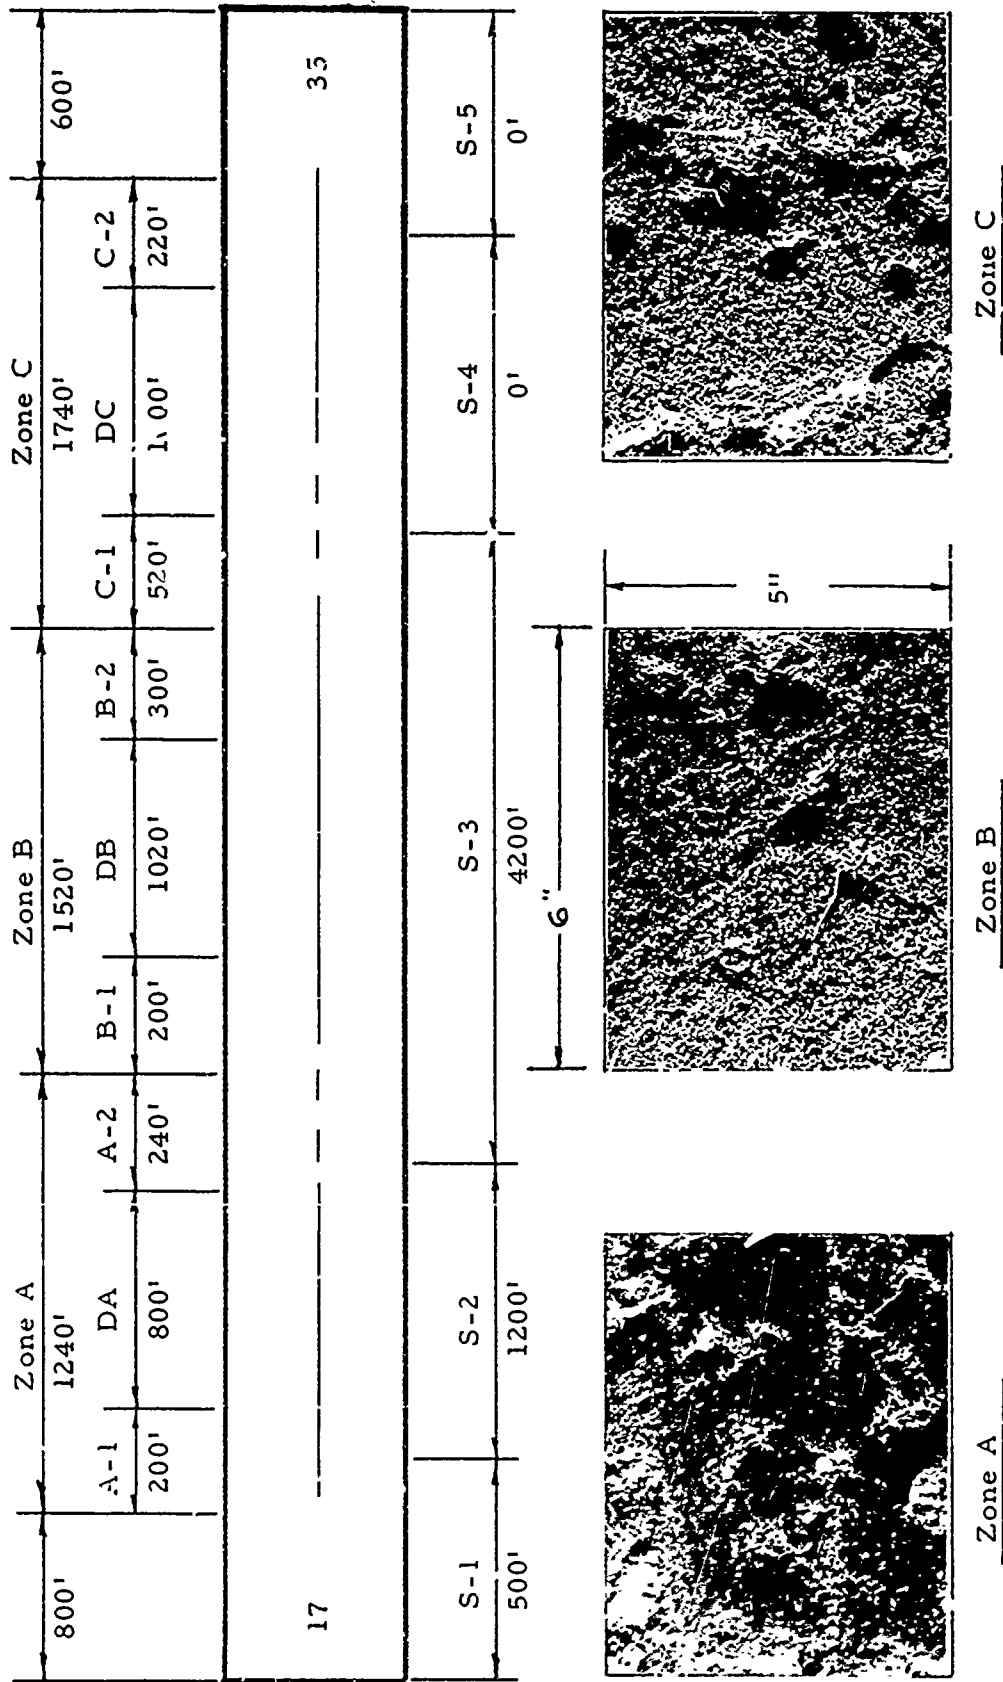 800'
Zone A
1240'
Zone B
1520'
Zone C
1740'
600'
A-1
200'
DA
800'
A-2
240'
B-1
200'
DB
1020'
B-2
300'
C-1
520'
DC
C-2
220'
17
35
S-1
500'
S-2
1200'
S-3
4200'
S-4
0'
S-5
0'
6"
5"
Zone A
Zone B
Zone C